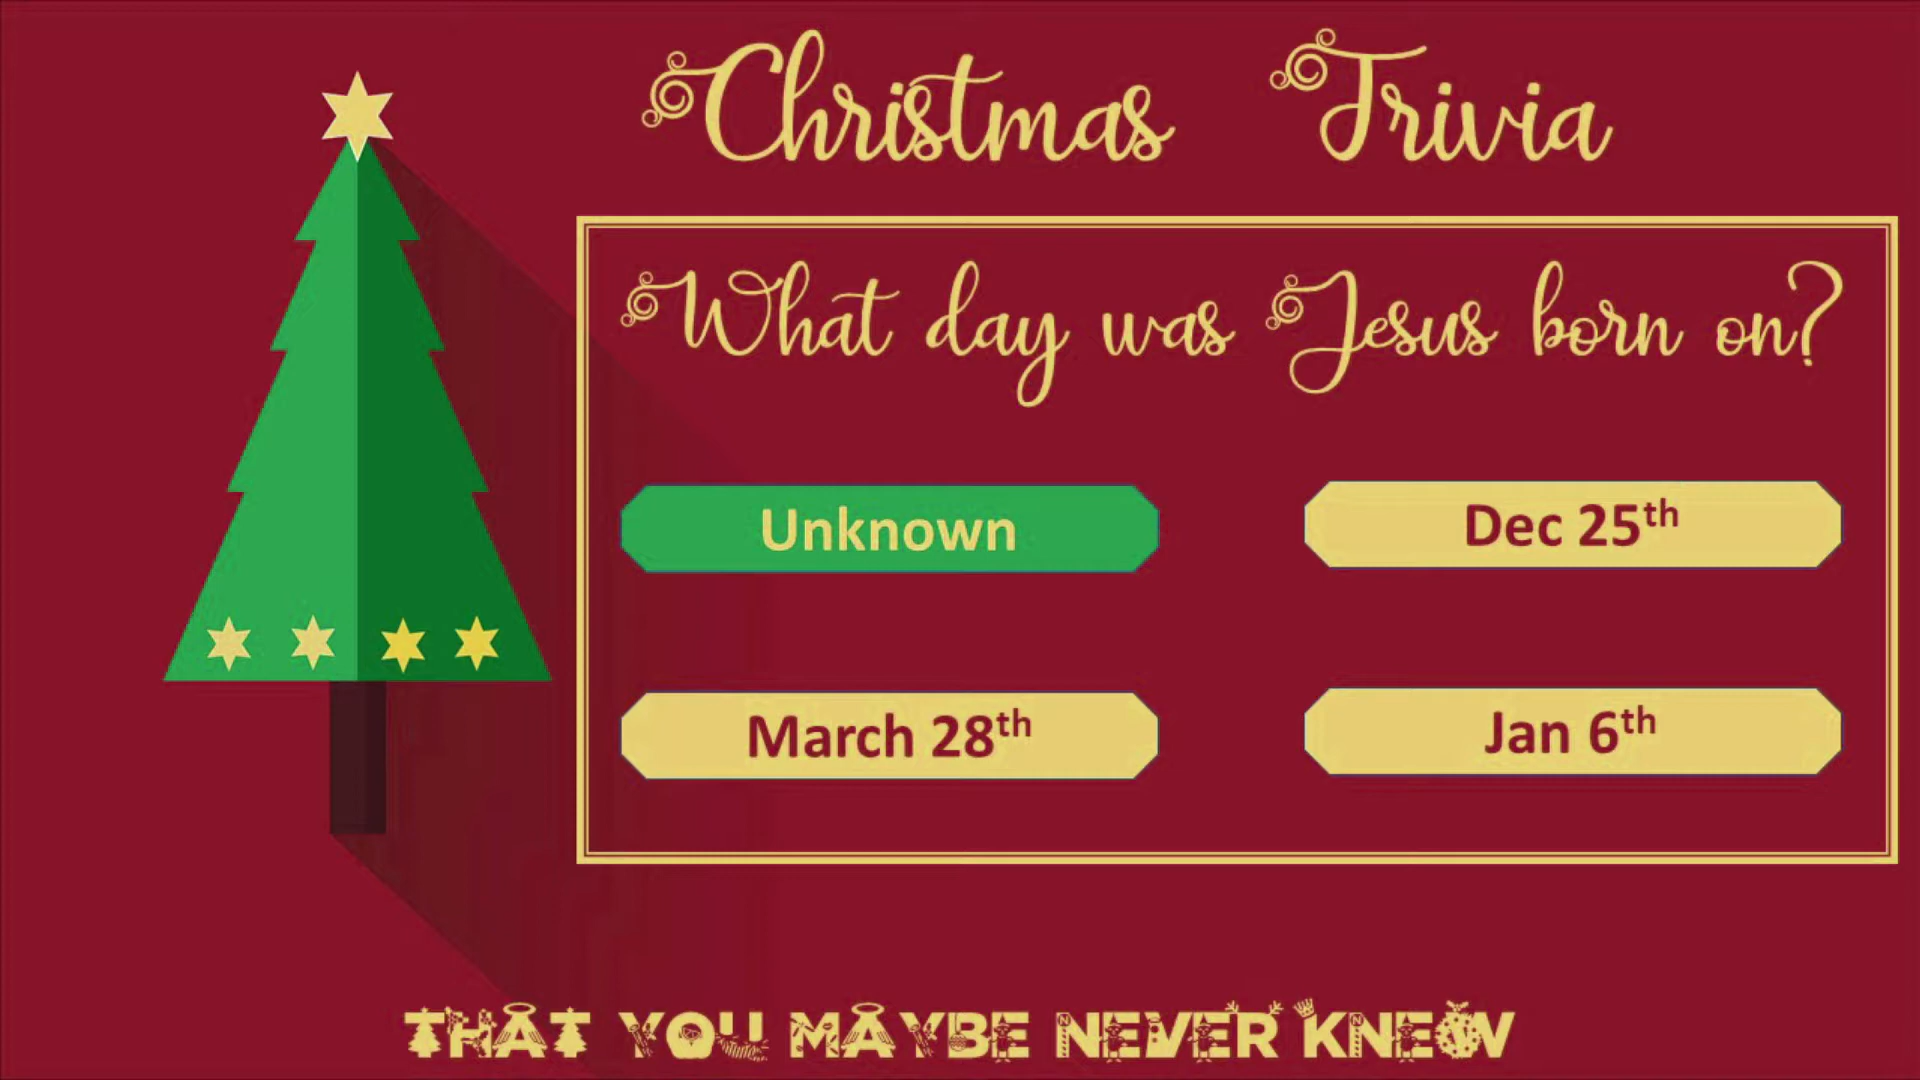 Christmas Trivia
What day was Jesus born on?
Unknown
Dec 25th
March 28th
Jan 6th
THAT YOU MAYBE NEVER KNEW